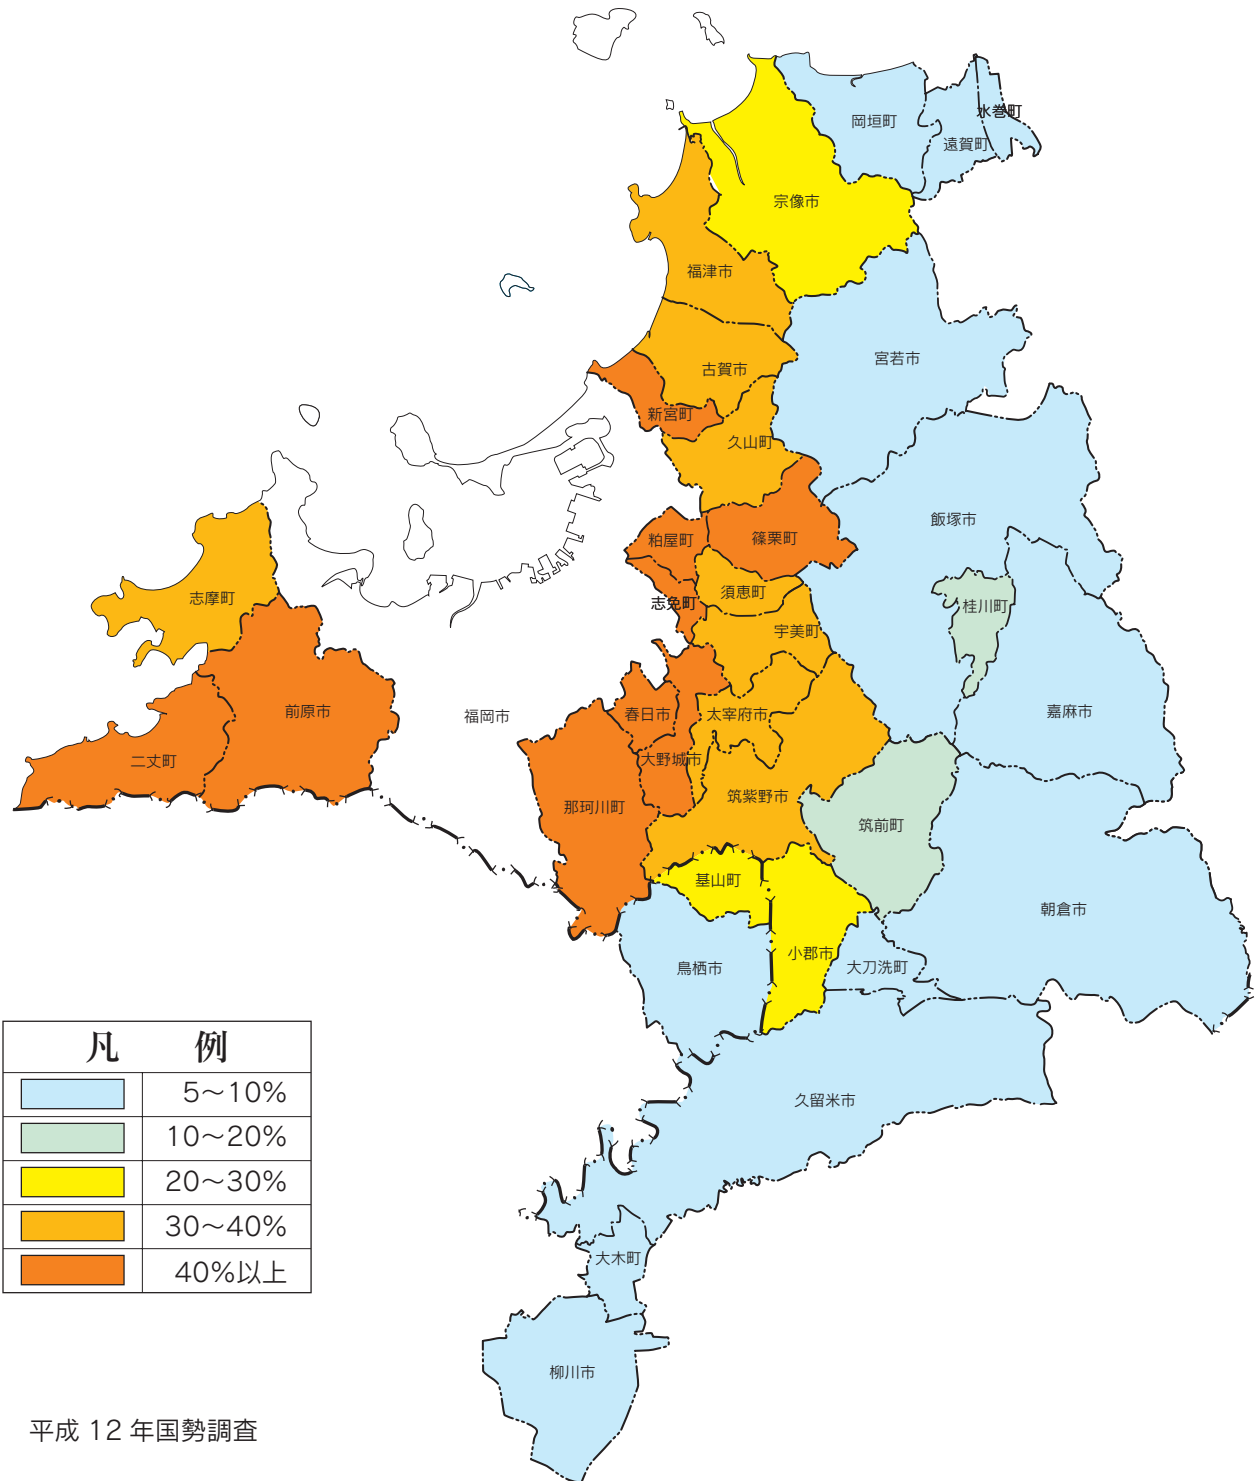 水巻町
岡垣町
遠賀町
宗像市
福津市
宮若市
古賀市
新宮町
久山町
飯塚市
粕屋町
篠栗町
須恵町
志免町
桂川町
志摩町
宇美町
前原市
福岡市
春日市
太宰府市
嘉麻市
二丈町
大野城市
筑紫野市
那珂川町
筑前町
基山町
朝倉市
小郡市
鳥栖市
大刀洗町
凡 例
5～10%
10～20%
20～30%
30～40%
40%以上
久留米市
大木町
柳川市
平成 12 年国勢調査